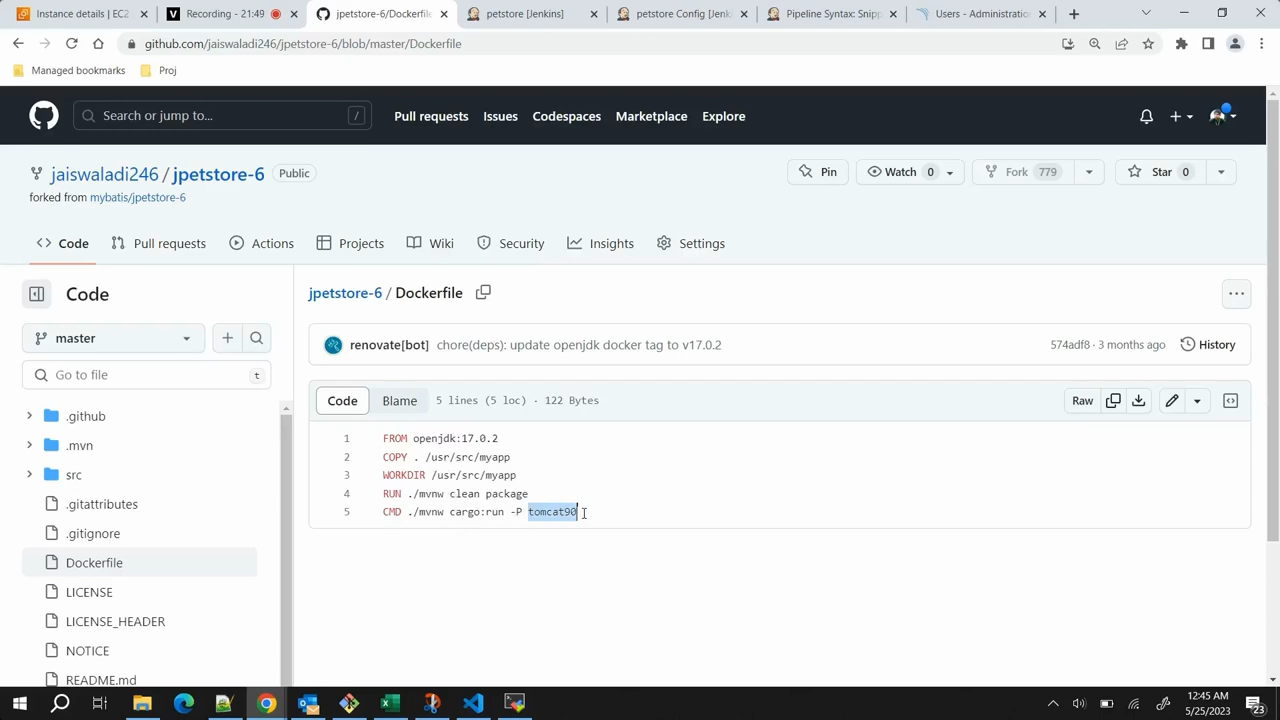 Instance details | EC2
Recording - 21:49
jpetstore-6/Dockerfile
petstore [Jenkins]
petstore Config [Jenk
Pipeline Syntax: Snipp
Users - Administratio
github.com/jaiswaladi246/jpetstore-6/blob/master/Dockerfile
Managed bookmarks
Proj
Search or jump to...
/
Pull requests
Issues
Codespaces
Marketplace
Explore
jaiswaladi246 / jpetstore-6
Public
Pin
Watch 0
Fork 779
Star 0
forked from mybatis/jpetstore-6
Code
Pull requests
Actions
Projects
Wiki
Security
Insights
Settings
Code
master
Go to file
t
.github
.mvn
src
.gitattributes
.gitignore
Dockerfile
LICENSE
LICENSE_HEADER
NOTICE
README.md
jpetstore-6 / Dockerfile
renovate[bot] chore(deps): update openjdk docker tag to v17.0.2
574adf8 · 3 months ago
History
Code
Blame
5 lines (5 loc) · 122 Bytes
Raw
1 FROM openjdk:17.0.2
2 COPY . /usr/src/myapp
3 WORKDIR /usr/src/myapp
4 RUN ./mvnw clean package
5 CMD ./mvnw cargo:run -P tomcat90
12:45 AM
5/25/2023
23